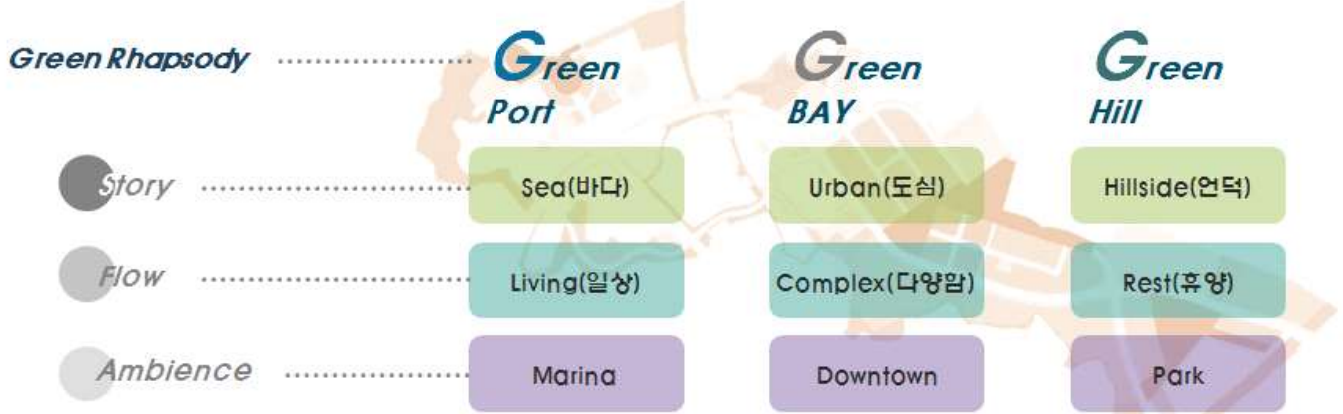 Green Rhapsody
Green Port
Green BAY
Green Hill
Story
Sea(바다)
Urban(도심)
Hillside(언덕)
Flow
Living(일상)
Complex(다양함)
Rest(휴양)
Ambience
Marina
Downtown
Park